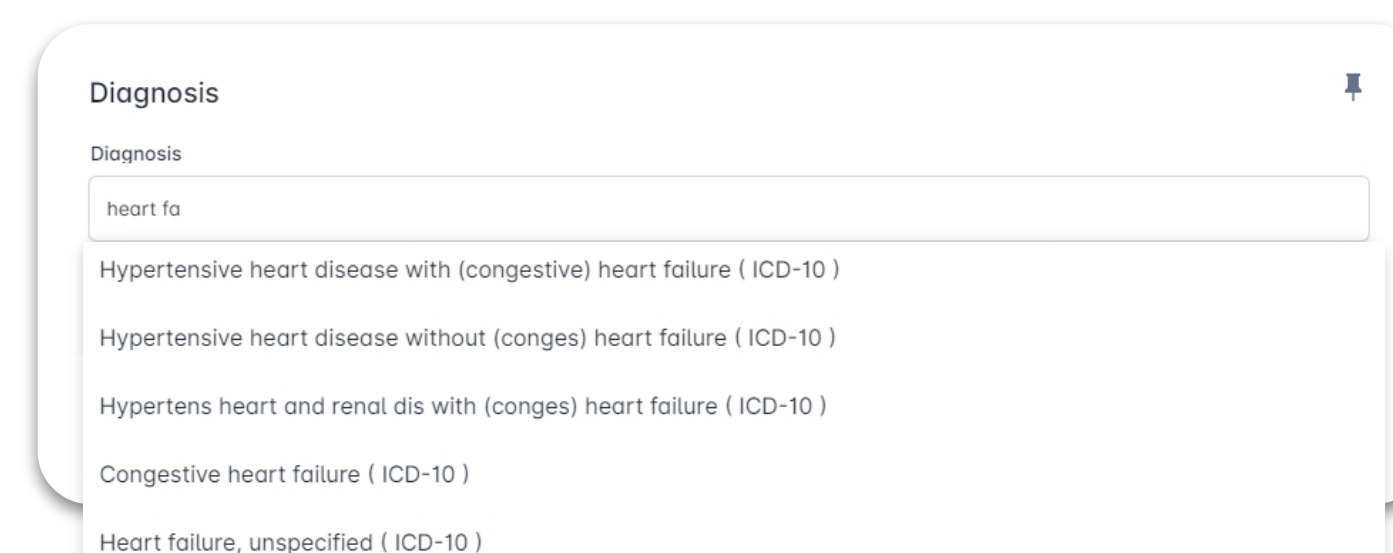 Diagnosis
Diagnosis
heart fa
Hypertensive heart disease with (congestive) heart failure ( ICD-10 )
Hypertensive heart disease without (conges) heart failure ( ICD-10 )
Hypertens heart and renal dis with (conges) heart failure ( ICD-10 )
Congestive heart failure ( ICD-10 )
Heart failure, unspecified ( ICD-10 )